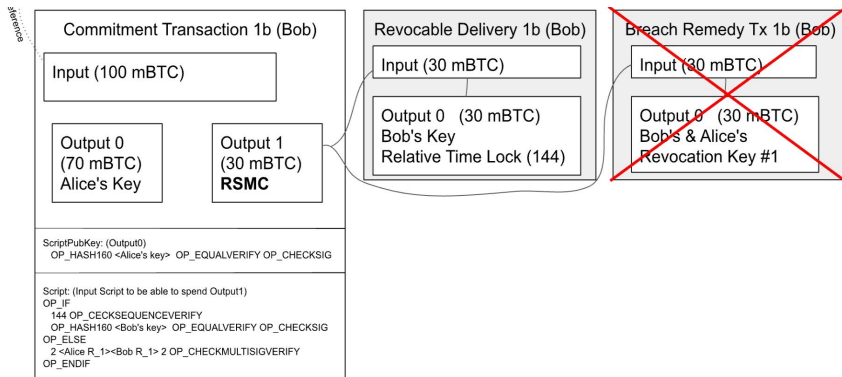 Commitment Transaction 1b (Bob)
Input (100 mBTC)
Output 0
(70 mBTC)
Alice's Key
Output 1
(30 mBTC)
RSMC
ScriptPubKey: (Output0)
OP_HASH160 <Alice's key> OP_EQUALVERIFY OP_CHECKSIG
Script: (Input Script to be able to spend Output1)
OP_IF
144 OP_CECKSEQUENCEVERIFY
OP_HASH160 <Bob's key> OP_EQUALVERIFY OP_CHECKSIG
OP_ELSE
2 <Alice R_1><Bob R_1> 2 OP_CHECKMULTISIGVERIFY
OP_ENDIF
Revocable Delivery 1b (Bob)
Input (30 mBTC)
Output 0 (30 mBTC)
Bob's Key
Relative Time Lock (144)
Breach Remedy Tx 1b (Bob)
Input (30 mBTC)
Output 0 (30 mBTC)
Bob's & Alice's
Revocation Key #1